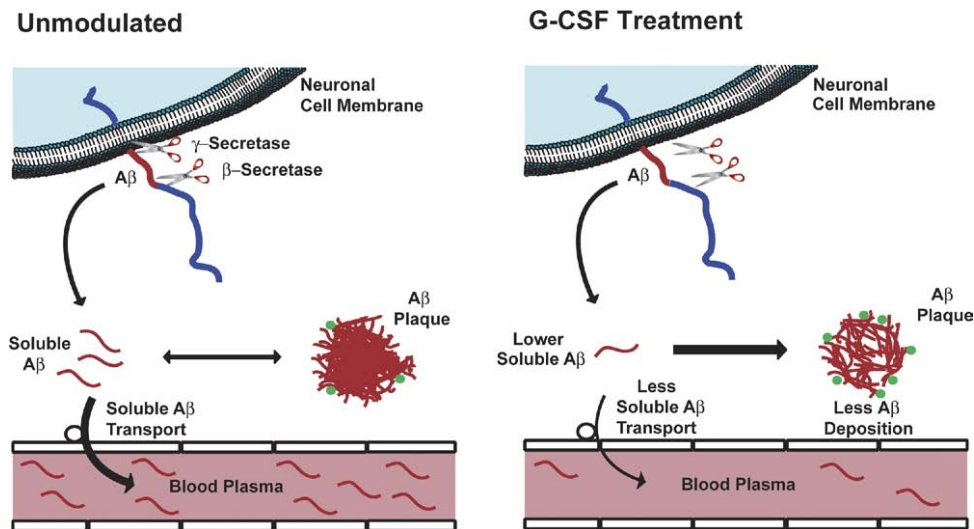 Unmodulated
Neuronal
Cell Membrane
γ–Secretase
β–Secretase
Aβ
Aβ
Plaque
Soluble
Aβ
Soluble Aβ
Transport
Blood Plasma
G-CSF Treatment
Neuronal
Cell Membrane
Aβ
Aβ
Plaque
Lower
Soluble Aβ
Less
Soluble Aβ
Transport
Less Aβ
Deposition
Blood Plasma